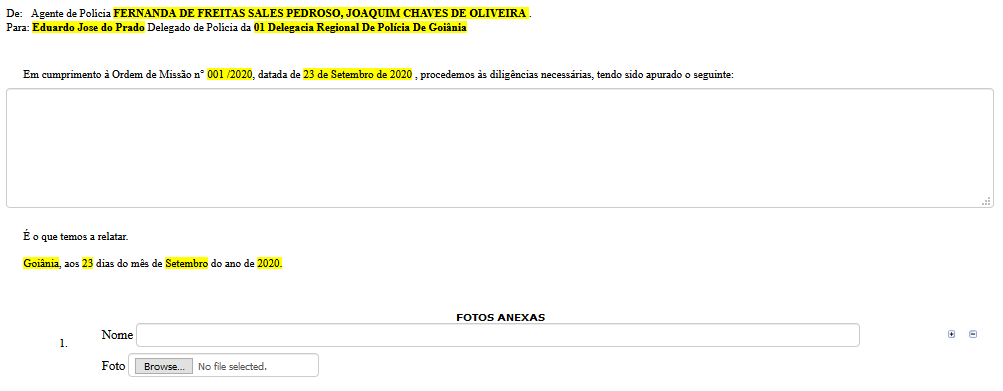 De: Agente de Policia FERNANDA DE FREITAS SALES PEDROSO, JOAQUIM CHAVES DE OLIVEIRA .
Para: Eduardo Jose do Prado Delegado de Policia da 01 Delegacia Regional De Polícia De Goiânia
Em cumprimento à Ordem de Missão nº 001 /2020, datada de 23 de Setembro de 2020 , procedemos às diligências necessárias, tendo sido apurado o seguinte:
É o que temos a relatar.
Goiânia, aos 23 dias do mês de Setembro do ano de 2020.
FOTOS ANEXAS
1. Nome
Foto Browse... No file selected.